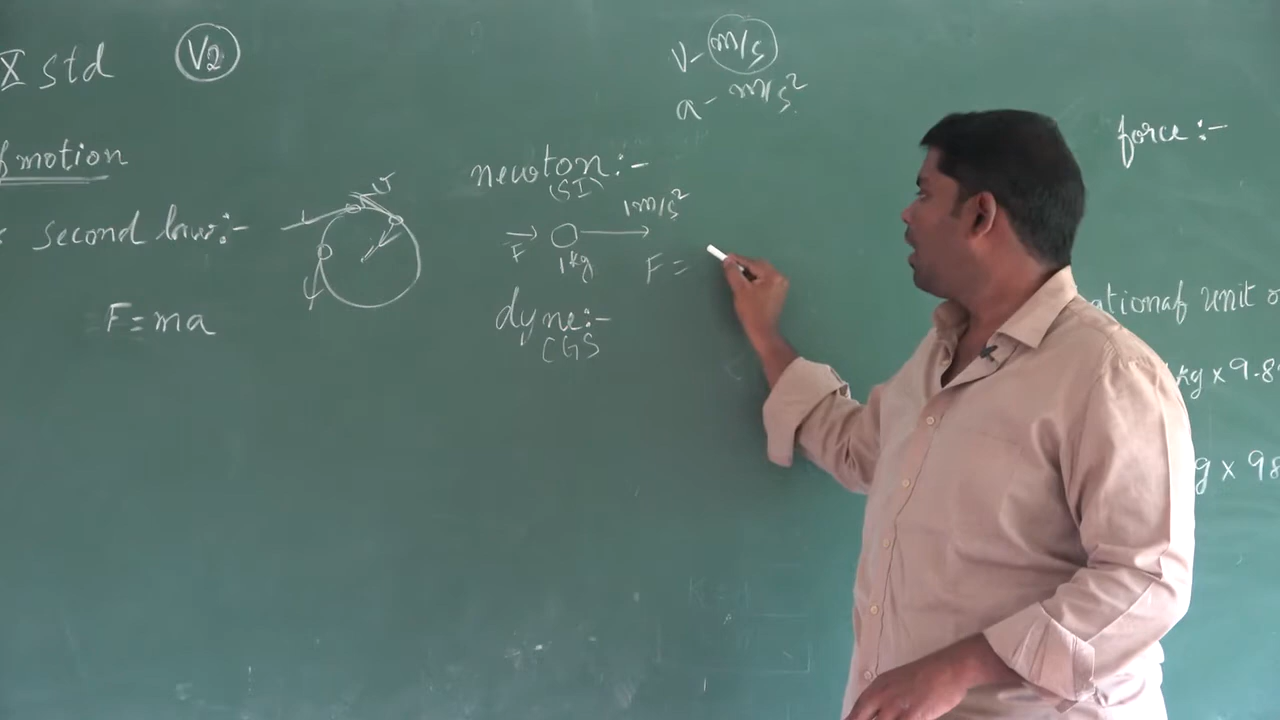 X std V2
motion
second law:-
F = ma
V - m/s
a - m/s²
newton:-
(SI)
1m/s²
F 1kg
F =
dyne:-
CGS
force:-
ational unit
kg x 9.8
g x 98